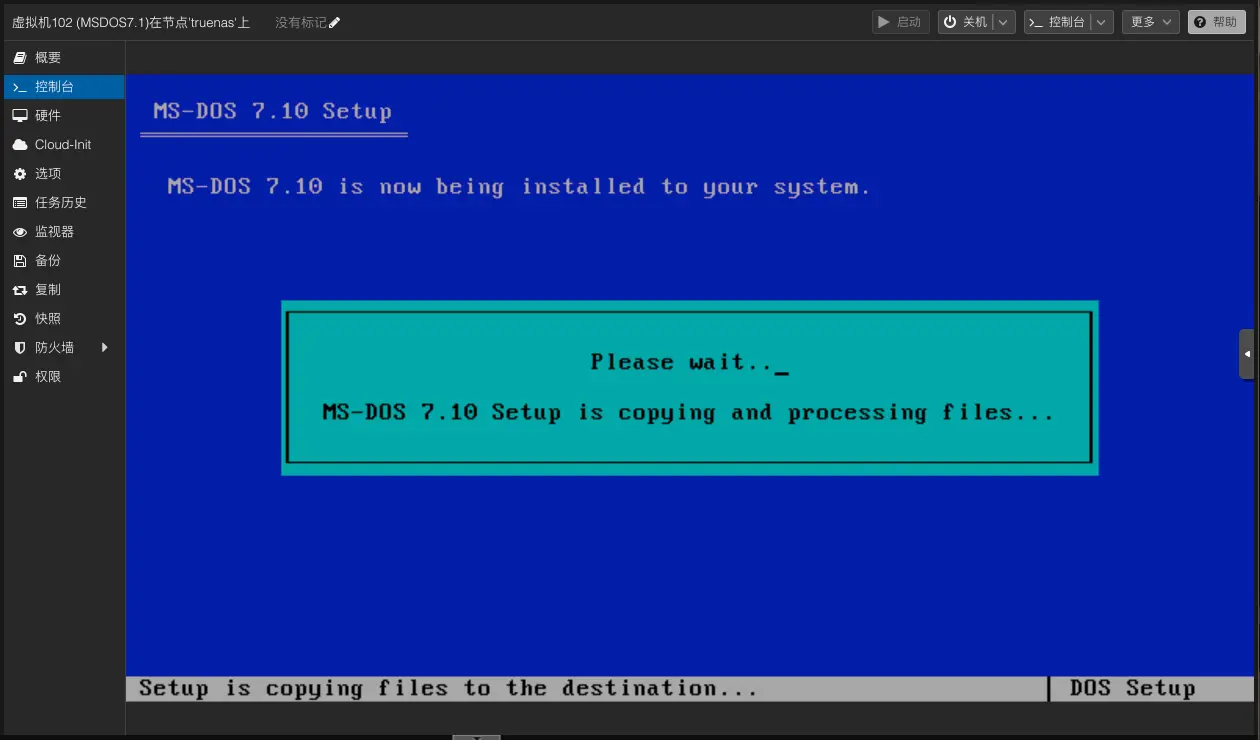 虚拟机102 (MSDOS7.1)在节点'truenas'上 没有标记 启动 关机 控制台 更多 帮助
概要
控制台
硬件
Cloud-Init
选项
任务历史
监视器
备份
复制
快照
防火墙
权限
MS-DOS 7.10 Setup
MS-DOS 7.10 is now being installed to your system.
Please wait.._
MS-DOS 7.10 Setup is copying and processing files...
Setup is copying files to the destination... DOS Setup